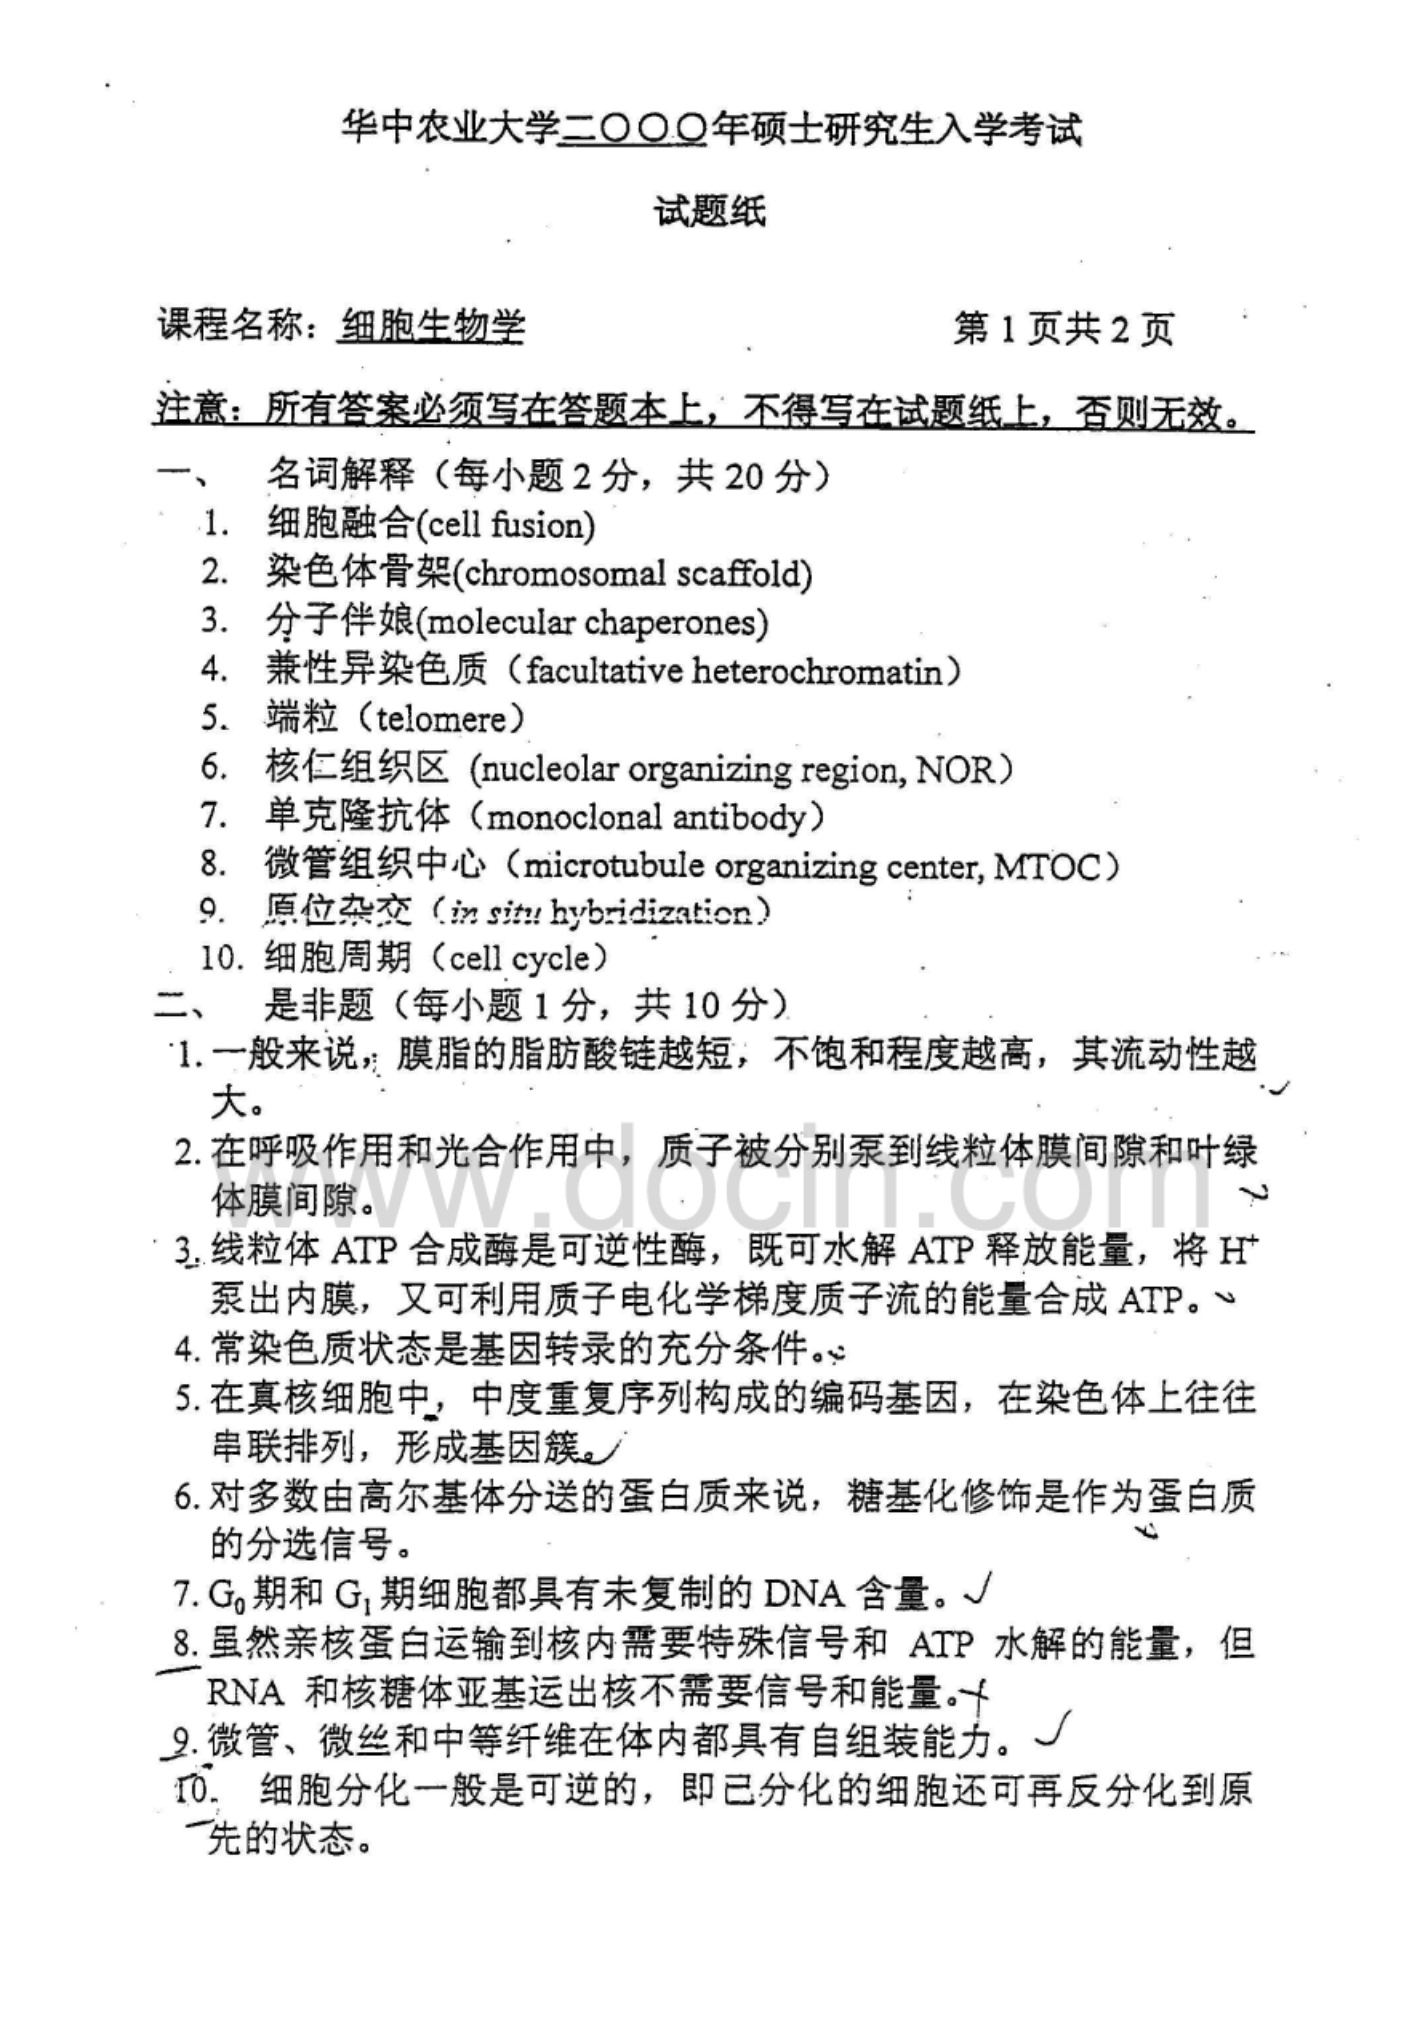 华中农业大学二〇〇〇年硕士研究生入学考试
试题纸
课程名称：细胞生物学
第 1 页共 2 页
注意：所有答案必须写在答题本上，不得写在试题纸上，否则无效。
一、 名词解释（每小题 2 分，共 20 分）
1. 细胞融合(cell fusion)
2. 染色体骨架(chromosomal scaffold)
3. 分子伴娘(molecular chaperones)
4. 兼性异染色质（facultative heterochromatin）
5. 端粒（telomere）
6. 核仁组织区 (nucleolar organizing region, NOR）
7. 单克隆抗体（monoclonal antibody）
8. 微管组织中心（microtubule organizing center, MTOC）
9. 原位杂交（in situ hybridization）
10. 细胞周期（cell cycle）
二、 是非题（每小题 1 分，共 10 分）
1. 一般来说，膜脂的脂肪酸链越短，不饱和程度越高，其流动性越
大。
2. 在呼吸作用和光合作用中，质子被分别泵到线粒体膜间隙和叶绿
体膜间隙。
3. 线粒体 ATP 合成酶是可逆性酶，既可水解 ATP 释放能量，将 H⁺
泵出内膜，又可利用质子电化学梯度质子流的能量合成 ATP。
4. 常染色质状态是基因转录的充分条件。
5. 在真核细胞中，中度重复序列构成的编码基因，在染色体上往往
串联排列，形成基因簇。
6. 对多数由高尔基体分送的蛋白质来说，糖基化修饰是作为蛋白质
的分选信号。
7. G₀ 期和 G₁ 期细胞都具有未复制的 DNA 含量。
8. 虽然亲核蛋白运输到核内需要特殊信号和 ATP 水解的能量，但
RNA 和核糖体亚基运出核不需要信号和能量。
9. 微管、微丝和中等纤维在体内都具有自组装能力。
10. 细胞分化一般是可逆的，即已分化的细胞还可再反分化到原
先的状态。
www.docin.com